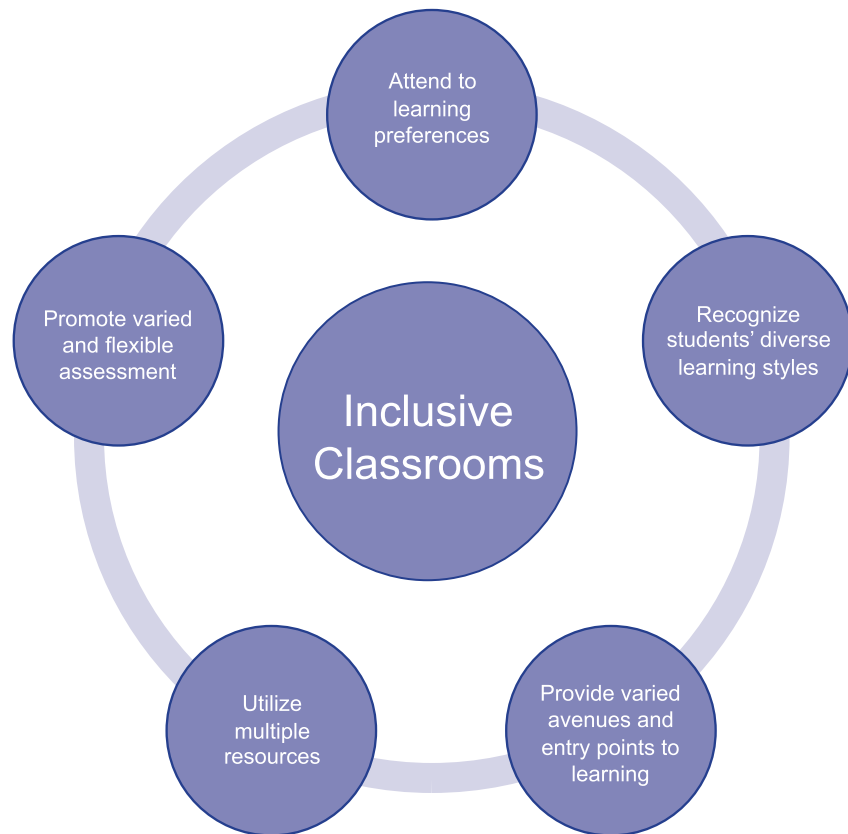 Attend to
learning
preferences
Recognize
students’ diverse
learning styles
Provide varied
avenues and
entry points to
learning
Utilize
multiple
resources
Promote varied
and flexible
assessment
Inclusive
Classrooms